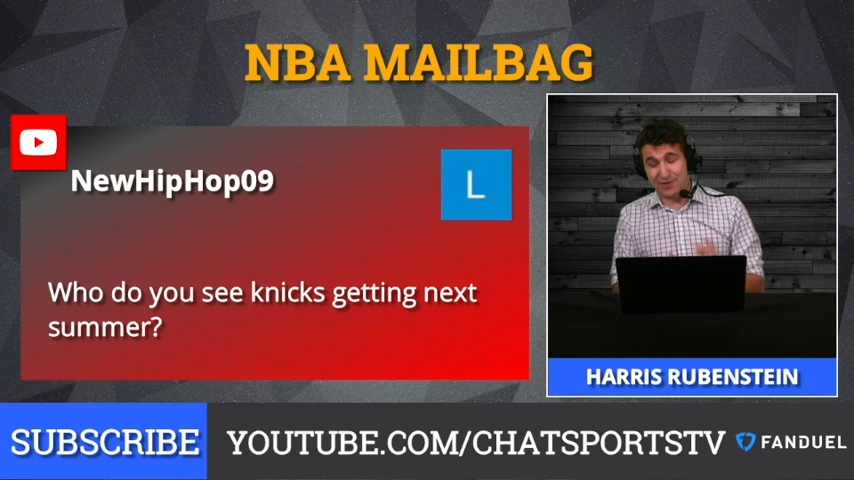 NBA MAILBAG
NewHipHop09
L
Who do you see knicks getting next
summer?
HARRIS RUBENSTEIN
SUBSCRIBE
YOUTUBE.COM/CHATSPORTSTV
FANDUEL